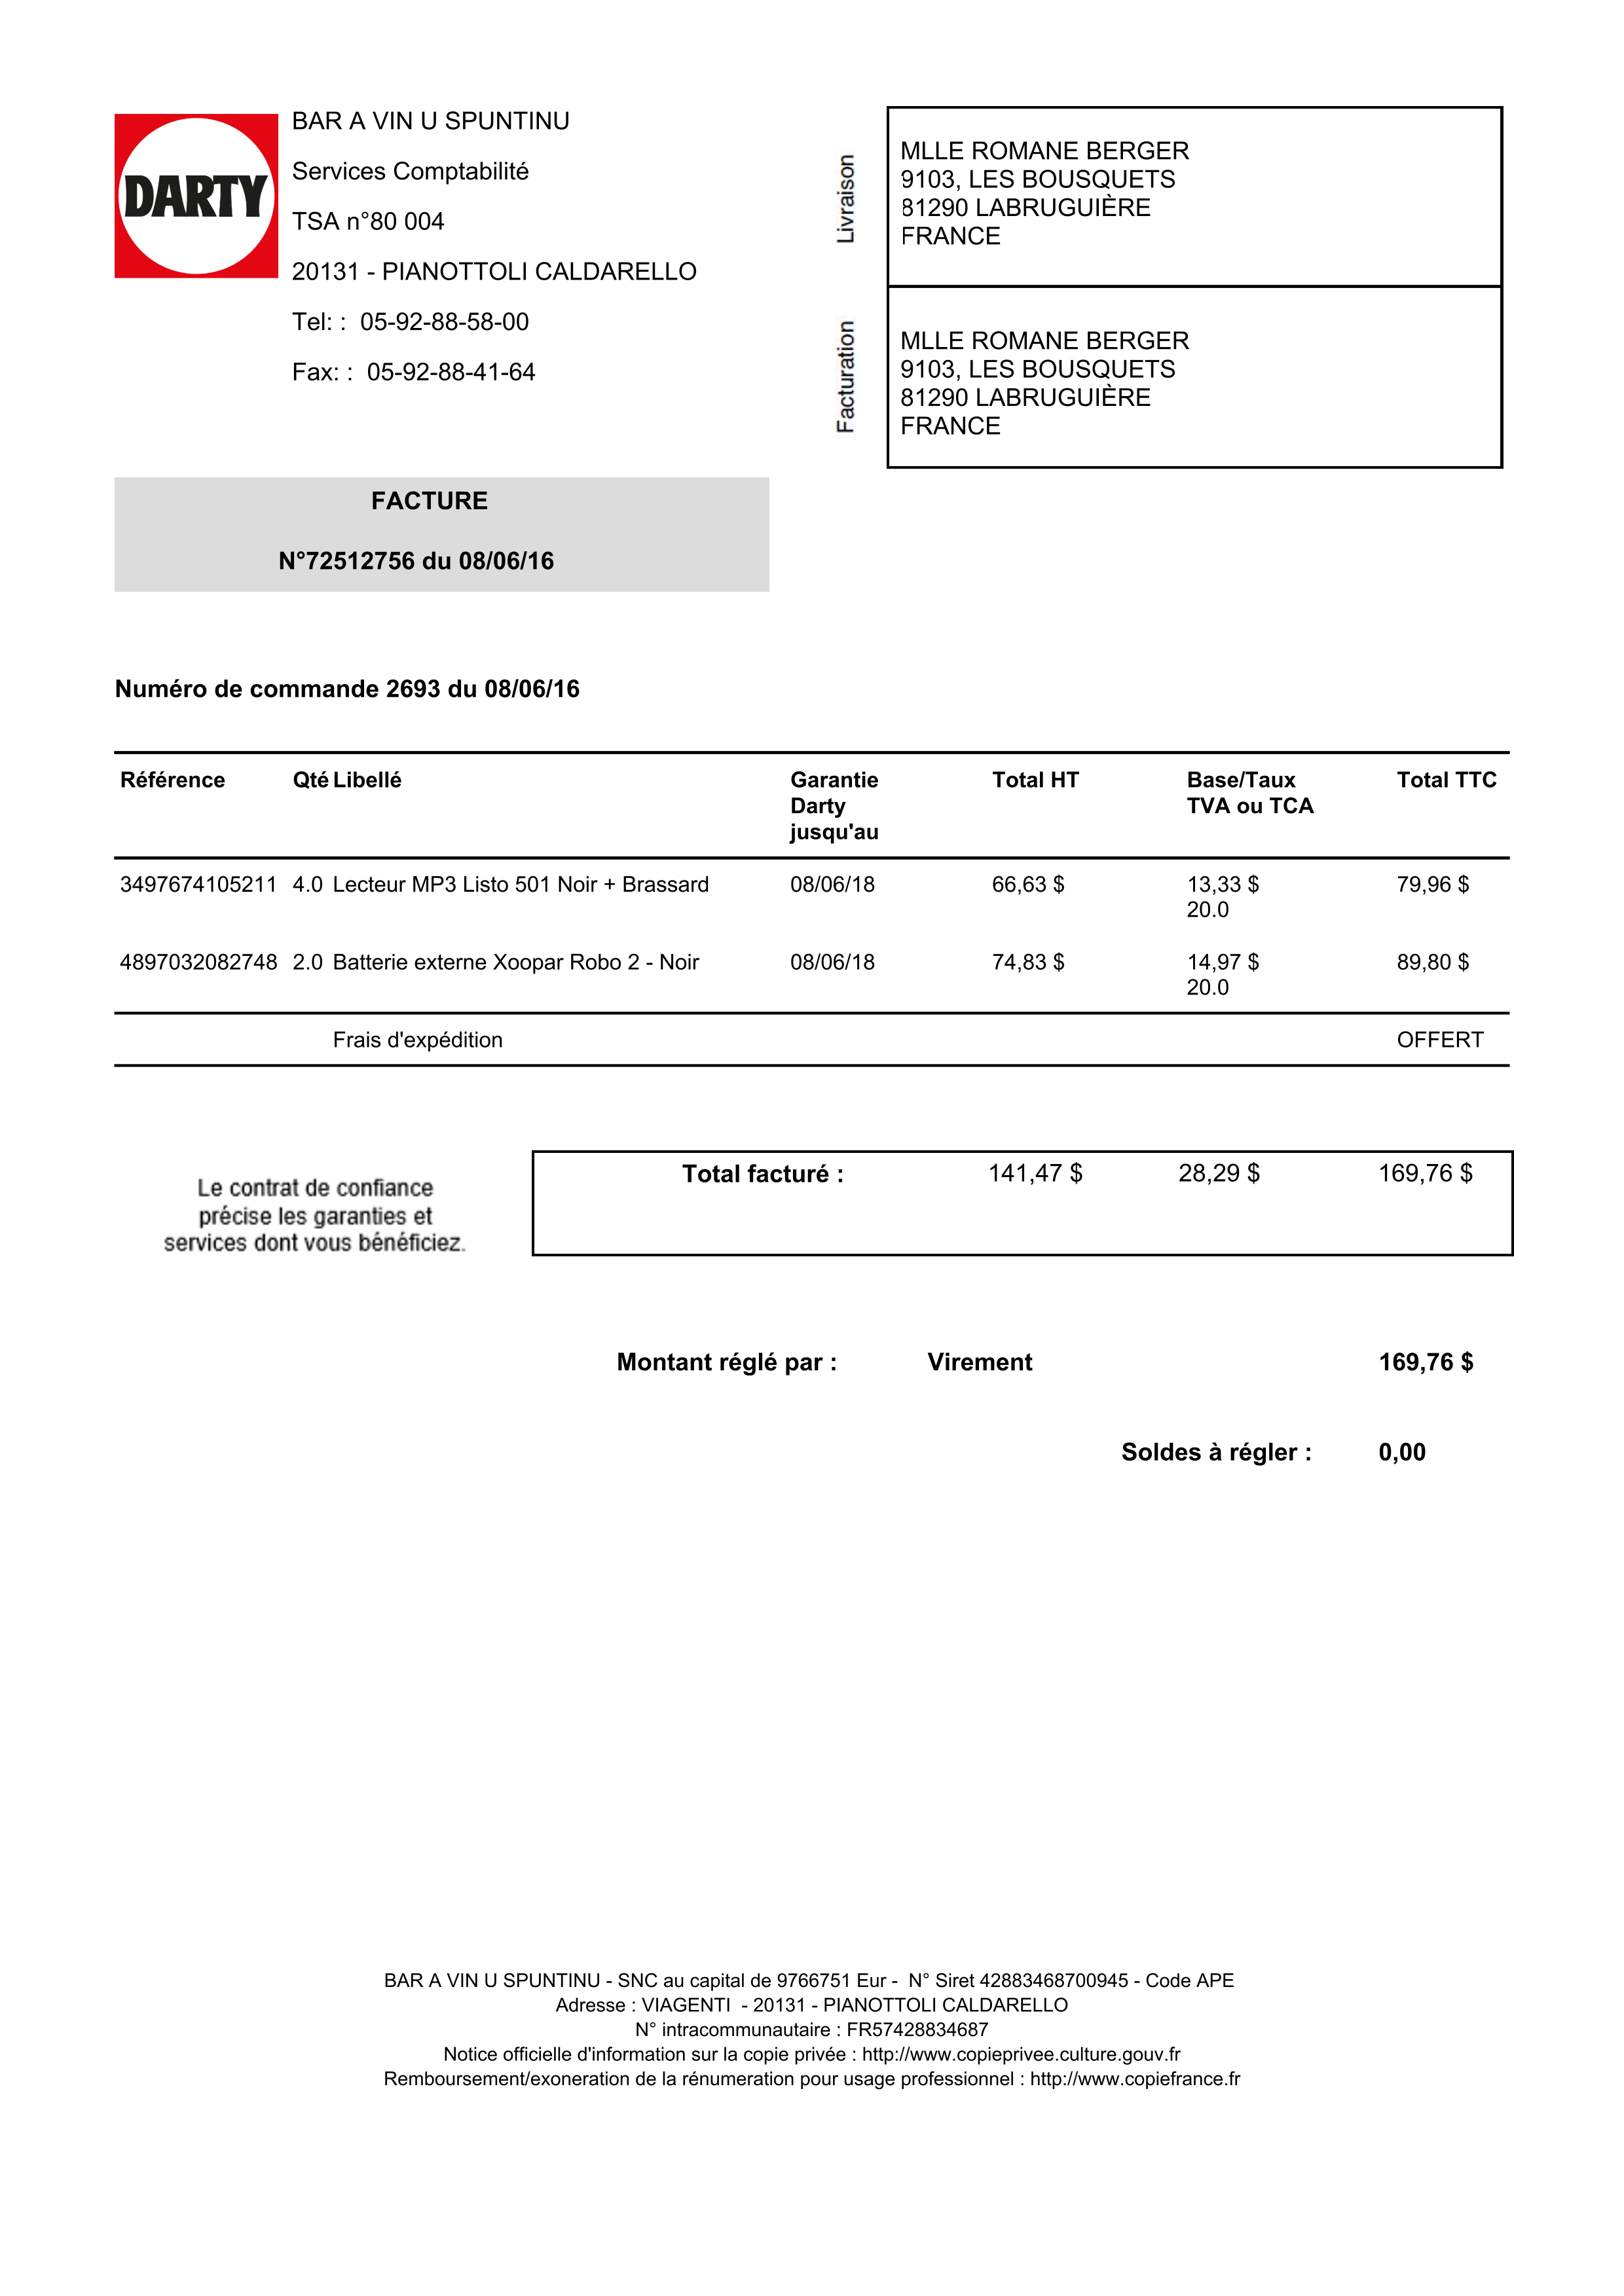 DARTY
BAR A VIN U SPUNTINU
Services Comptabilité
TSA n°80 004
20131 - PIANOTTOLI CALDARELLO
Tel: :  05-92-88-58-00
Fax: :  05-92-88-41-64
Livraison
MLLE ROMANE BERGER
9103, LES BOUSQUETS
81290 LABRUGUIÈRE
FRANCE
Facturation
MLLE ROMANE BERGER
9103, LES BOUSQUETS
81290 LABRUGUIÈRE
FRANCE
FACTURE
N°72512756 du 08/06/16
Numéro de commande 2693 du 08/06/16
Référence Qté Libellé Garantie Total HT Base/Taux Total TTC
Darty TVA ou TCA
jusqu'au
3497674105211 4.0 Lecteur MP3 Listo 501 Noir + Brassard 08/06/18 66,63 $ 13,33 $ 79,96 $
20.0
4897032082748 2.0 Batterie externe Xoopar Robo 2 - Noir 08/06/18 74,83 $ 14,97 $ 89,80 $
20.0
Frais d'expédition OFFERT
Le contrat de confiance
précise les garanties et
services dont vous bénéficiez.
Total facturé : 141,47 $ 28,29 $ 169,76 $
Montant réglé par : Virement 169,76 $
Soldes à régler : 0,00
BAR A VIN U SPUNTINU - SNC au capital de 9766751 Eur -  N° Siret 42883468700945 - Code APE
Adresse : VIAGENTI  - 20131 - PIANOTTOLI CALDARELLO
N° intracommunautaire : FR57428834687
Notice officielle d'information sur la copie privée : http://www.copieprivee.culture.gouv.fr
Remboursement/exoneration de la rénumeration pour usage professionnel : http://www.copiefrance.fr